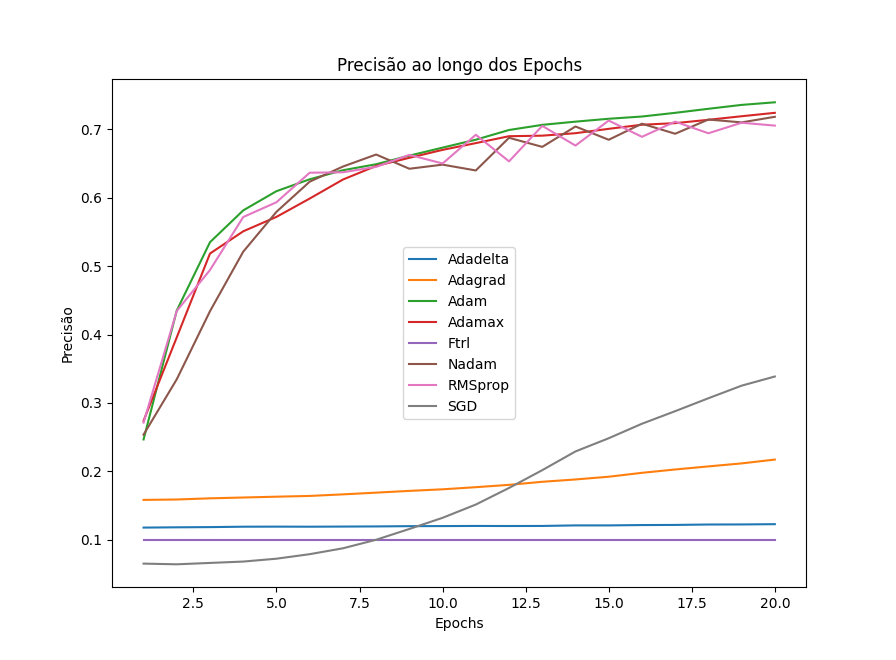 Precisão ao longo dos Epochs
Precisão
0.7
0.6
0.5
0.4
0.3
0.2
0.1
Adadelta
Adagrad
Adam
Adamax
Ftrl
Nadam
RMSprop
SGD
2.5 5.0 7.5 10.0 12.5 15.0 17.5 20.0
Epochs